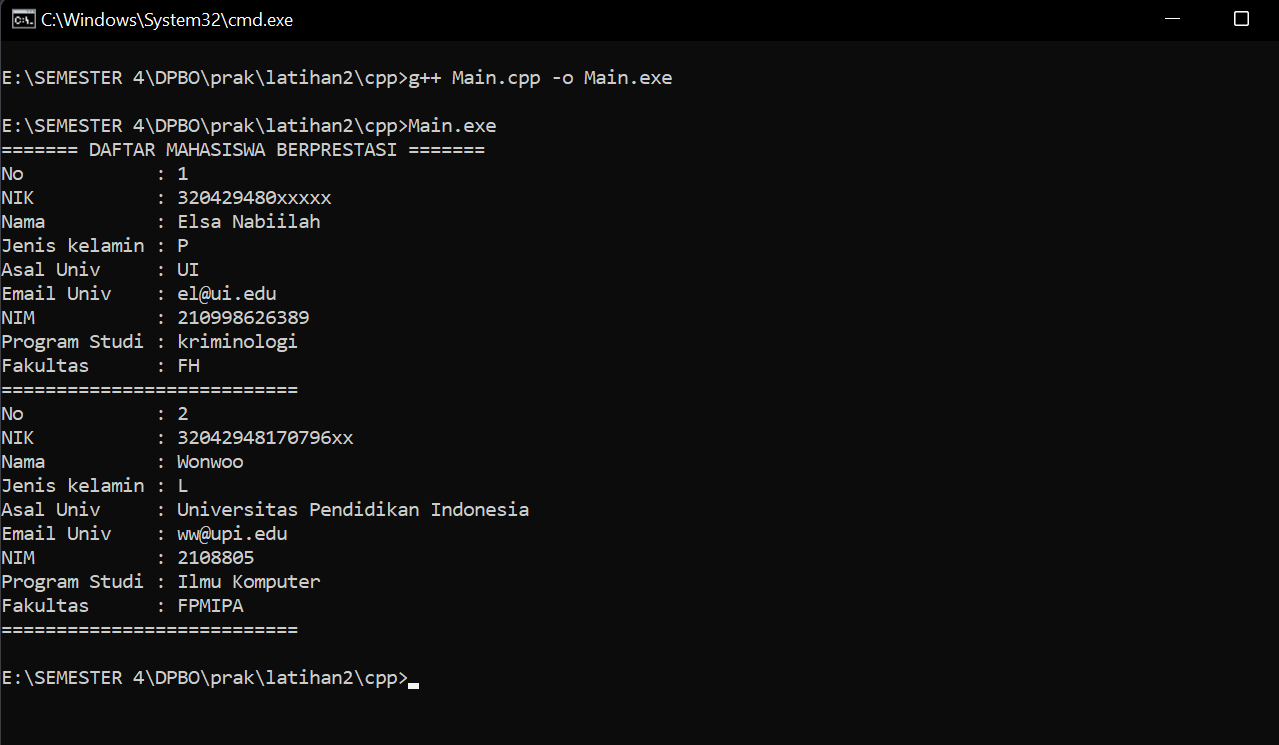 C:\Windows\System32\cmd.exe
E:\SEMESTER 4\DPBO\prak\latihan2\cpp>g++ Main.cpp -o Main.exe
E:\SEMESTER 4\DPBO\prak\latihan2\cpp>Main.exe
======= DAFTAR MAHASISWA BERPRESTASI =======
No            : 1
NIK           : 320429480xxxxx
Nama          : Elsa Nabiilah
Jenis kelamin : P
Asal Univ     : UI
Email Univ    : el@ui.edu
NIM           : 210998626389
Program Studi : kriminologi
Fakultas      : FH
===========================
No            : 2
NIK           : 32042948170796xx
Nama          : Wonwoo
Jenis kelamin : L
Asal Univ     : Universitas Pendidikan Indonesia
Email Univ    : ww@upi.edu
NIM           : 2108805
Program Studi : Ilmu Komputer
Fakultas      : FPMIPA
===========================
E:\SEMESTER 4\DPBO\prak\latihan2\cpp>